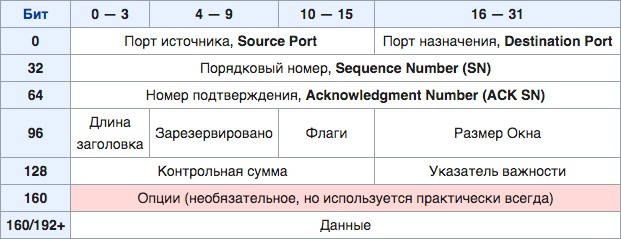 Бит 0 — 3 4 — 9 10 — 15 16 — 31
0 Порт источника, Source Port Порт назначения, Destination Port
32 Порядковый номер, Sequence Number (SN)
64 Номер подтверждения, Acknowledgment Number (ACK SN)
96 Длина заголовка Зарезервировано Флаги Размер Окна
128 Контрольная сумма Указатель важности
160 Опции (необязательное, но используется практически всегда)
160/192+ Данные